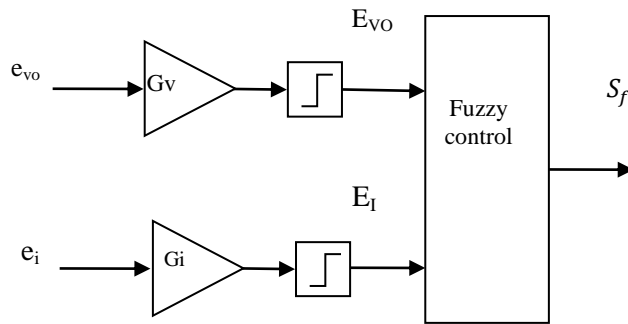 E_VO
e_vo
Gv
Fuzzy
control
S_f
E_I
e_i
Gi